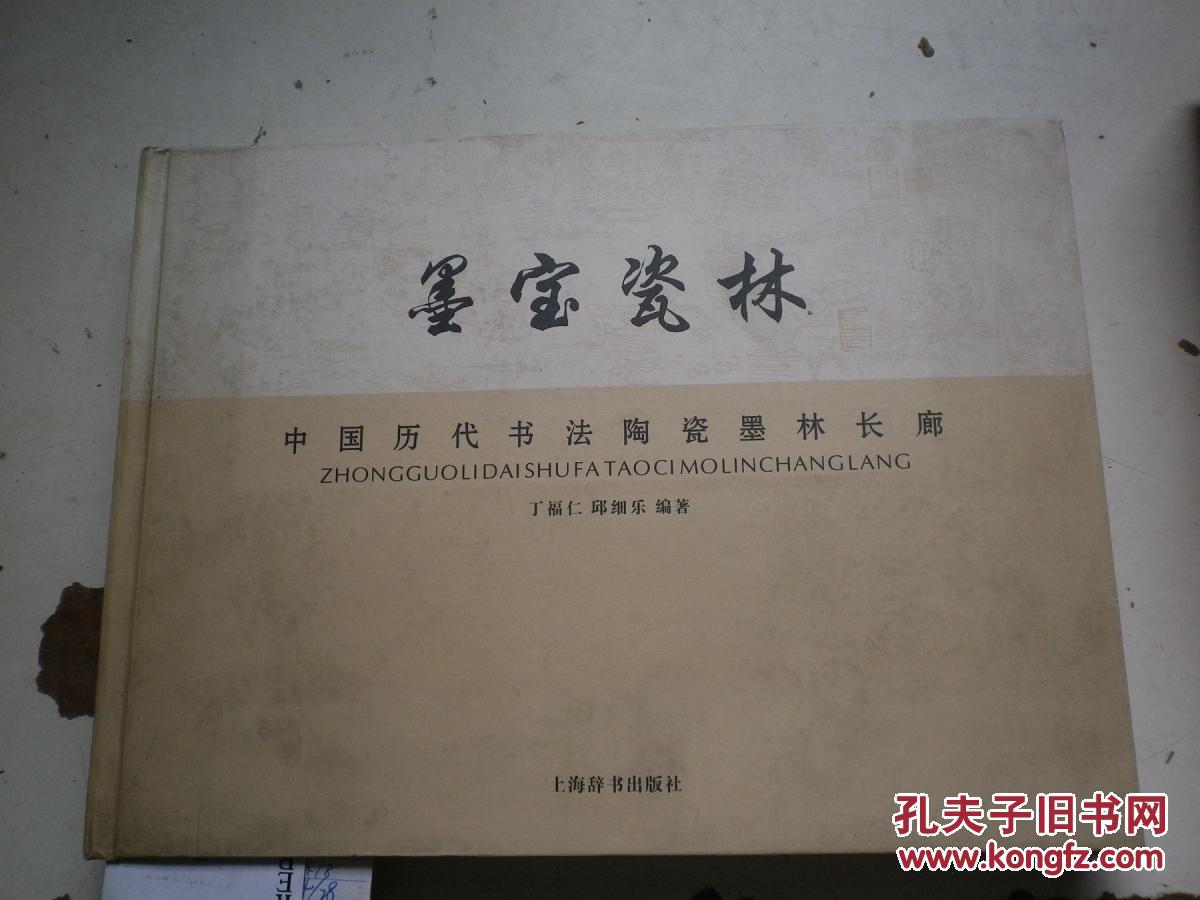 墨宝瓷林
中国历代书法陶瓷墨林长廊
ZHONGGUOLIDAISHUFATAOCIMOLINCHANGLANG
丁福仁 邱细乐 编著
上海辞书出版社
孔夫子旧书网
www.kongfz.com